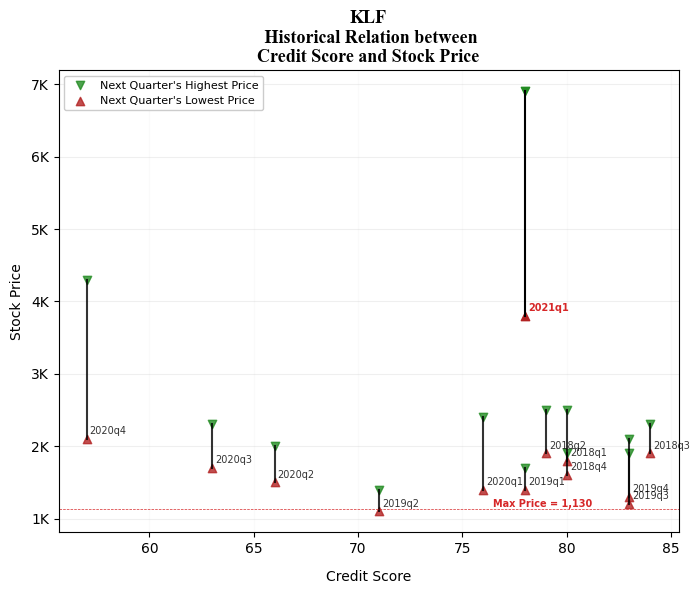 KLF
Historical Relation between
Credit Score and Stock Price
Next Quarter's Highest Price
Next Quarter's Lowest Price
Stock Price
7K
6K
5K
4K
3K
2K
1K
2021q1
2020q4
2020q3
2020q2
2019q2
2020q1
2019q1
2018q2
2018q1
2018q4
2018q3
2019q4
2019q3
Max Price = 1,130
60
65
70
75
80
85
Credit Score